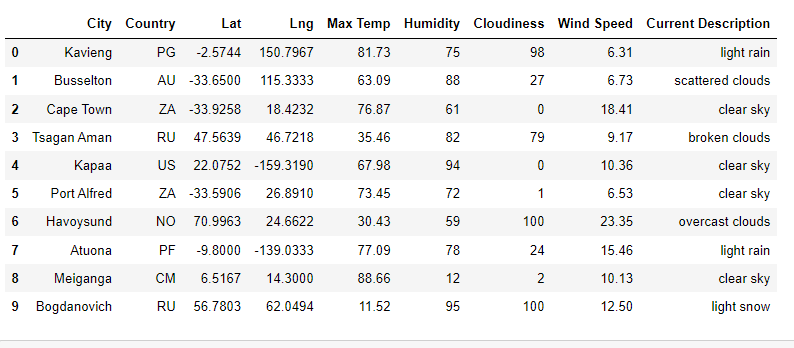 City Country Lat Lng Max Temp Humidity Cloudiness Wind Speed Current Description
0 Kavieng PG -2.5744 150.7967 81.73 75 98 6.31 light rain
1 Busselton AU -33.6500 115.3333 63.09 88 27 6.73 scattered clouds
2 Cape Town ZA -33.9258 18.4232 76.87 61 0 18.41 clear sky
3 Tsagan Aman RU 47.5639 46.7218 35.46 82 79 9.17 broken clouds
4 Kapaa US 22.0752 -159.3190 67.98 94 0 10.36 clear sky
5 Port Alfred ZA -33.5906 26.8910 73.45 72 1 6.53 clear sky
6 Havoysund NO 70.9963 24.6622 30.43 59 100 23.35 overcast clouds
7 Atuona PF -9.8000 -139.0333 77.09 78 24 15.46 light rain
8 Meiganga CM 6.5167 14.3000 88.66 12 2 10.13 clear sky
9 Bogdanovich RU 56.7803 62.0494 11.52 95 100 12.50 light snow